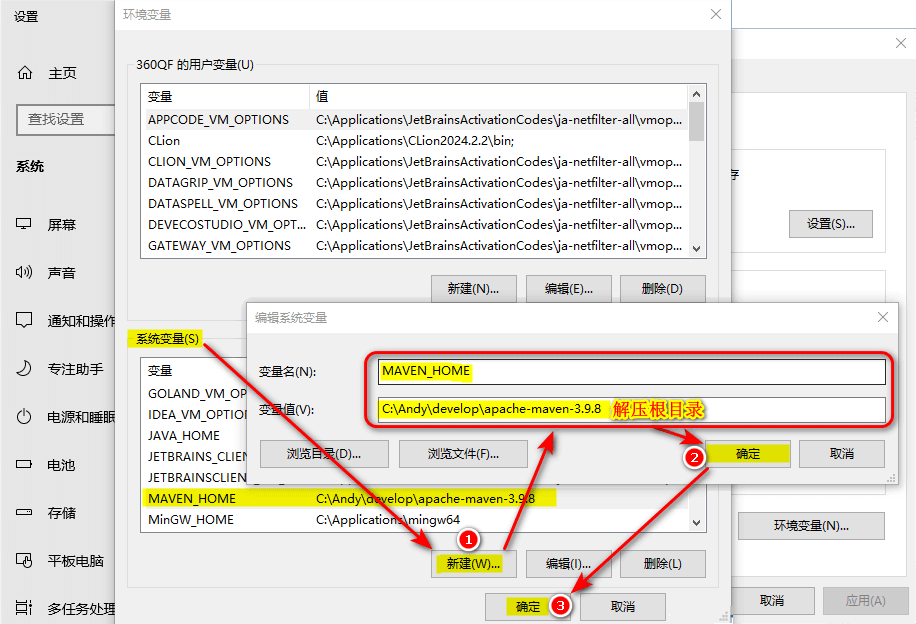 设置
主页
查找设置
系统
屏幕
声音
通知和操作
专注助手
电源和睡眠
电池
存储
平板电脑
多任务处理
环境变量
360QF 的用户变量(U)
变量 值
APPCODE_VM_OPTIONS C:\Applications\JetBrainsActivationCodes\ja-netfilter-all\vmop...
CLion C:\Applications\CLion2024.2.2\bin;
CLION_VM_OPTIONS C:\Applications\JetBrainsActivationCodes\ja-netfilter-all\vmop...
DATAGRIP_VM_OPTIONS C:\Applications\JetBrainsActivationCodes\ja-netfilter-all\vmop...
DATASPELL_VM_OPTIONS C:\Applications\JetBrainsActivationCodes\ja-netfilter-all\vmop...
DEVECOSTUDIO_VM_OPT... C:\Applications\JetBrainsActivationCodes\ja-netfilter-all\vmop...
GATEWAY_VM_OPTIONS C:\Applications\JetBrainsActivationCodes\ja-netfilter-all\vmop...
新建(N)... 编辑(E)... 删除(D)
系统变量(S)
变量
GOLAND_VM_OP
IDEA_VM_OPTION
JAVA_HOME
JETBRAINS_CLIEN
JETBRAINSCLIEN
MAVEN_HOME C:\Andy\develop\apache-maven-3.9.8
MinGW_HOME C:\Applications\mingw64
1
新建(W)... 编辑(I)... 删除(L)
确定 3 取消
编辑系统变量
变量名(N): MAVEN_HOME
变量值(V): C:\Andy\develop\apache-maven-3.9.8 解压根目录
浏览目录(D)... 浏览文件(F)... 2 确定 取消
设置(S)...
环境变量(N)...
取消 应用(A)